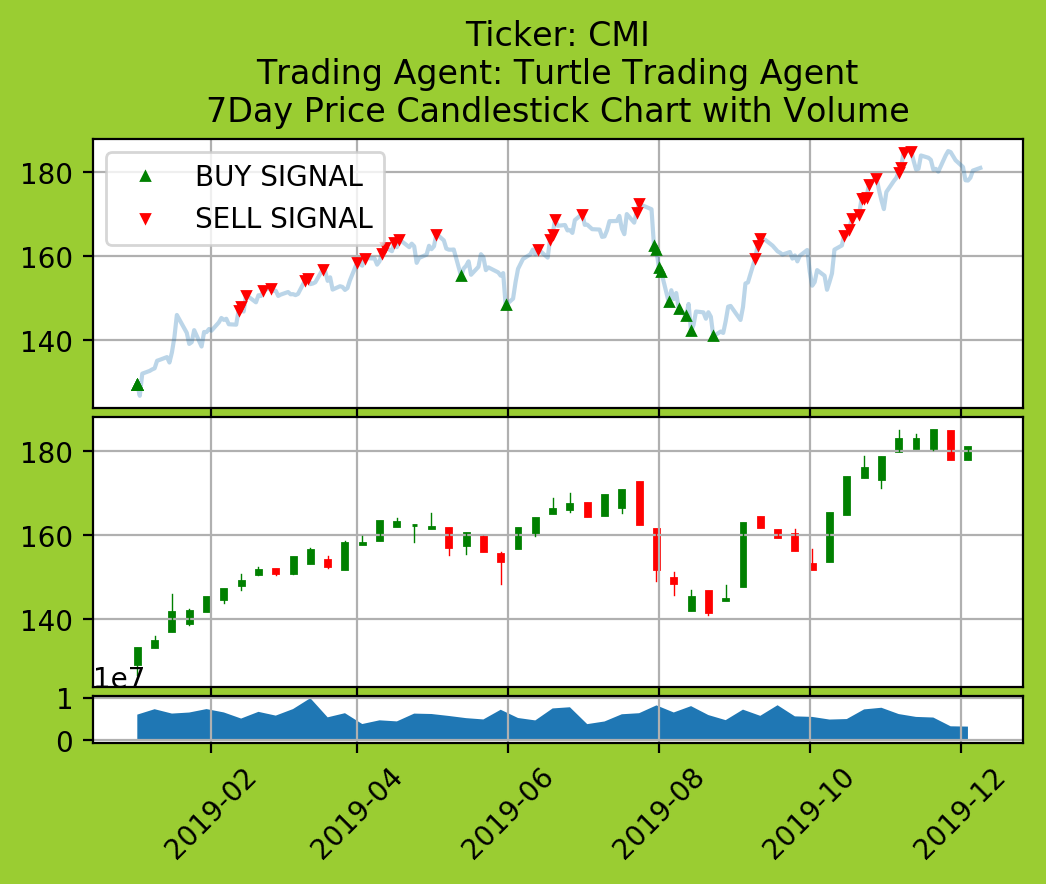 Ticker: CMI
Trading Agent: Turtle Trading Agent
7Day Price Candlestick Chart with Volume
BUY SIGNAL
SELL SIGNAL
180
160
140
180
160
140
1e7
1
0
2019-02
2019-04
2019-06
2019-08
2019-10
2019-12